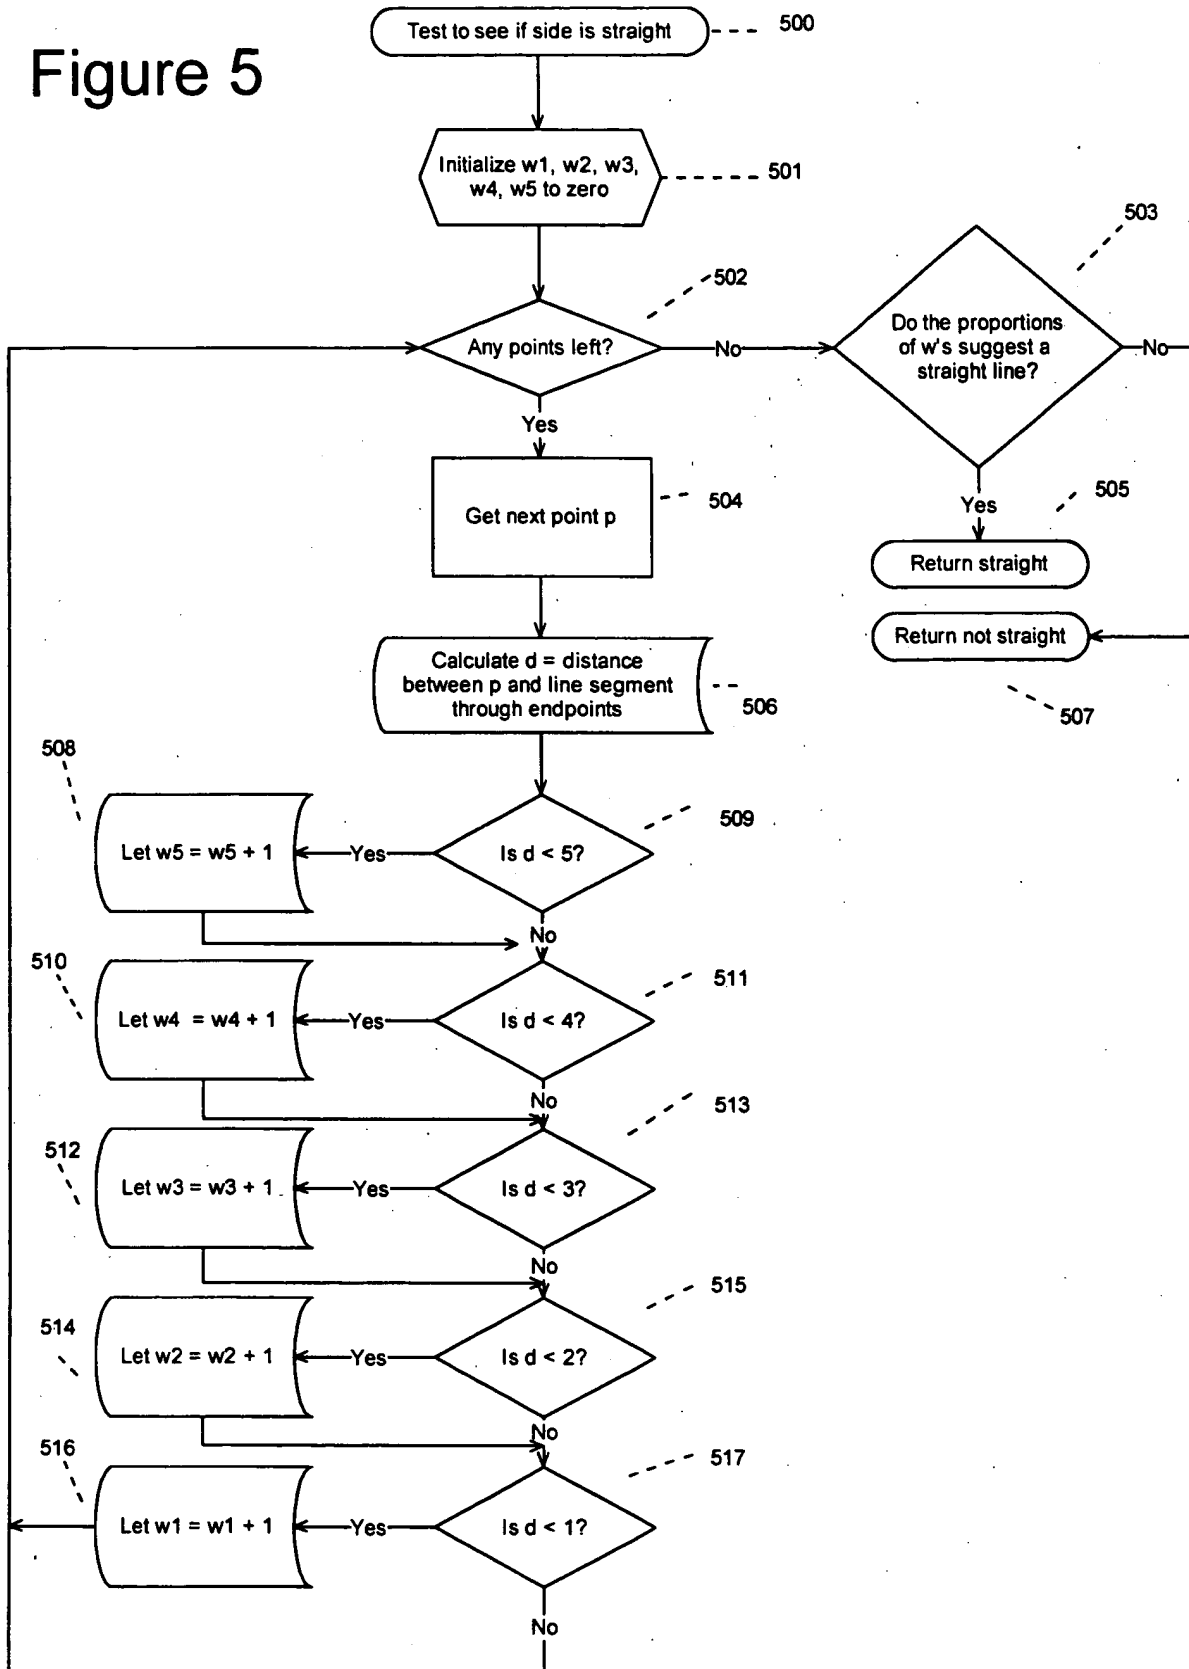 Figure 5
Test to see if side is straight
500
Initialize w1, w2, w3,
w4, w5 to zero
501
502
Any points left?
No
503
Do the proportions
of w's suggest a
straight line?
No
Yes
Yes
505
Get next point p
504
Return straight
Return not straight
507
Calculate d = distance
between p and line segment
through endpoints
506
508
509
Let w5 = w5 + 1
Yes
Is d < 5?
No
510
511
Let w4 = w4 + 1
Yes
Is d < 4?
No
513
512
Let w3 = w3 + 1
Yes
Is d < 3?
No
515
514
Let w2 = w2 + 1
Yes
Is d < 2?
No
516
517
Let w1 = w1 + 1
Yes
Is d < 1?
No